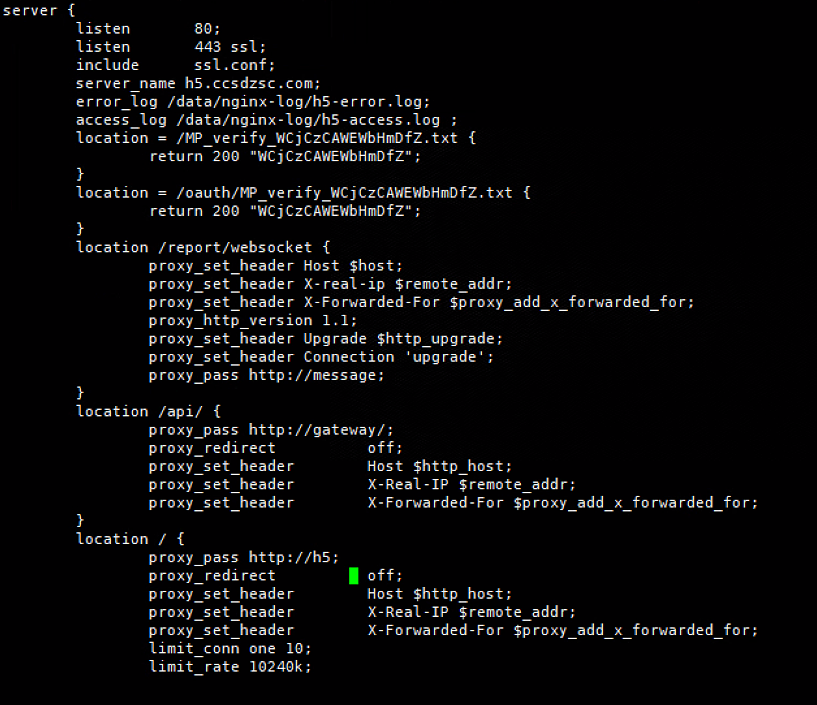 server {
listen 80;
listen 443 ssl;
include ssl.conf;
server_name h5.ccsdzsc.com;
error_log /data/nginx-log/h5-error.log;
access_log /data/nginx-log/h5-access.log ;
location = /MP_verify_WCjCzCAWEWbHmDfZ.txt {
return 200 "WCjCzCAWEWbHmDfZ";
}
location = /oauth/MP_verify_WCjCzCAWEWbHmDfZ.txt {
return 200 "WCjCzCAWEWbHmDfZ";
}
location /report/websocket {
proxy_set_header Host $host;
proxy_set_header X-real-ip $remote_addr;
proxy_set_header X-Forwarded-For $proxy_add_x_forwarded_for;
proxy_http_version 1.1;
proxy_set_header Upgrade $http_upgrade;
proxy_set_header Connection 'upgrade';
proxy_pass http://message;
}
location /api/ {
proxy_pass http://gateway/;
proxy_redirect off;
proxy_set_header Host $http_host;
proxy_set_header X-Real-IP $remote_addr;
proxy_set_header X-Forwarded-For $proxy_add_x_forwarded_for;
}
location / {
proxy_pass http://h5;
proxy_redirect off;
proxy_set_header Host $http_host;
proxy_set_header X-Real-IP $remote_addr;
proxy_set_header X-Forwarded-For $proxy_add_x_forwarded_for;
limit_conn one 10;
limit_rate 10240k;